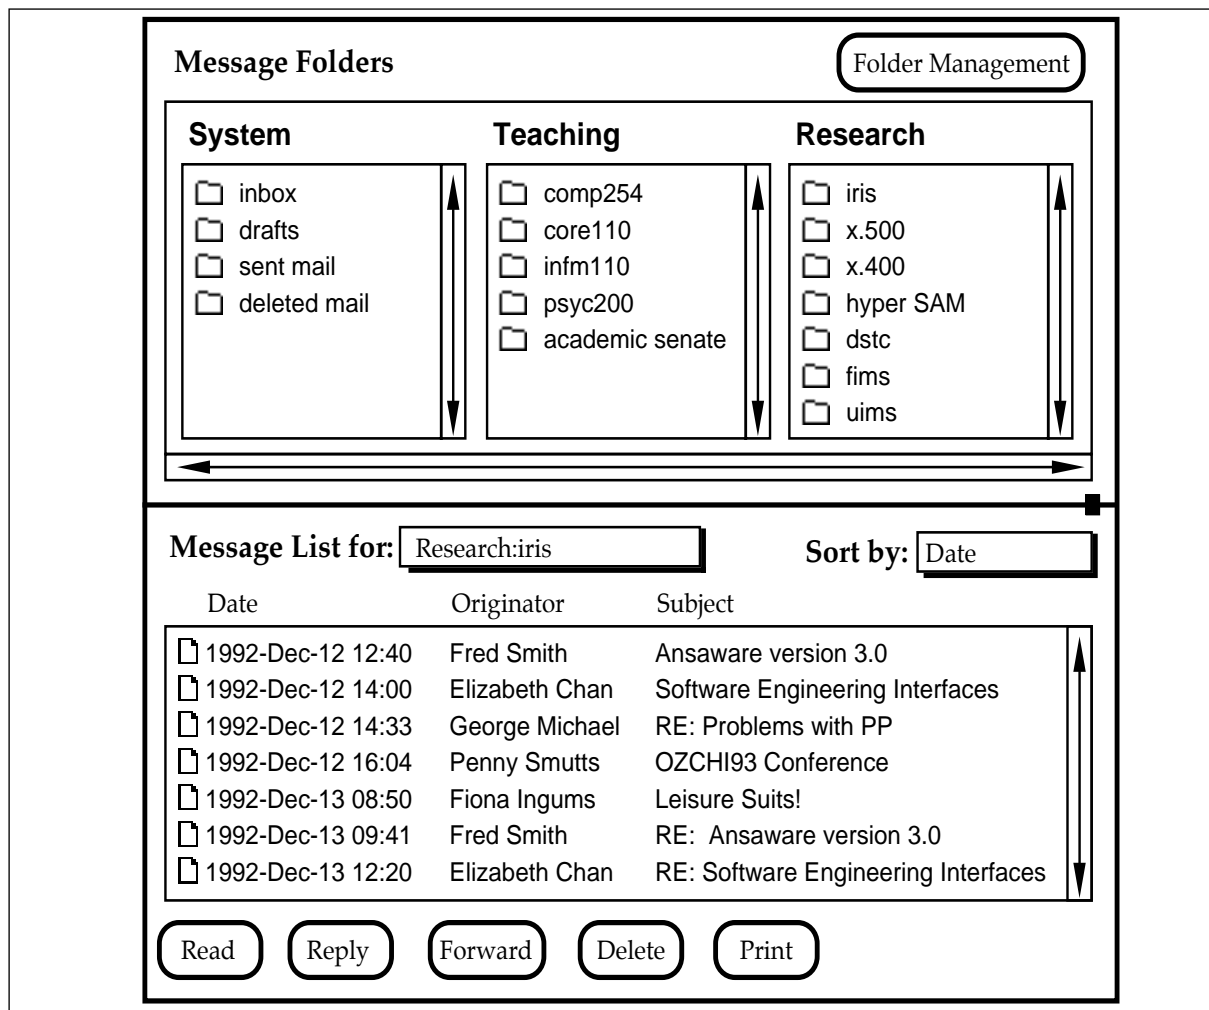 Message Folders
Folder Management
System
inbox
drafts
sent mail
deleted mail
Teaching
comp254
core110
infm110
psyc200
academic senate
Research
iris
x.500
x.400
hyper SAM
dstc
fims
uims
Message List for: Research:iris
Sort by: Date
Date Originator Subject
1992-Dec-12 12:40 Fred Smith Ansaware version 3.0
1992-Dec-12 14:00 Elizabeth Chan Software Engineering Interfaces
1992-Dec-12 14:33 George Michael RE: Problems with PP
1992-Dec-12 16:04 Penny Smutts OZCHI93 Conference
1992-Dec-13 08:50 Fiona Ingums Leisure Suits!
1992-Dec-13 09:41 Fred Smith RE: Ansaware version 3.0
1992-Dec-13 12:20 Elizabeth Chan RE: Software Engineering Interfaces
Read Reply Forward Delete Print